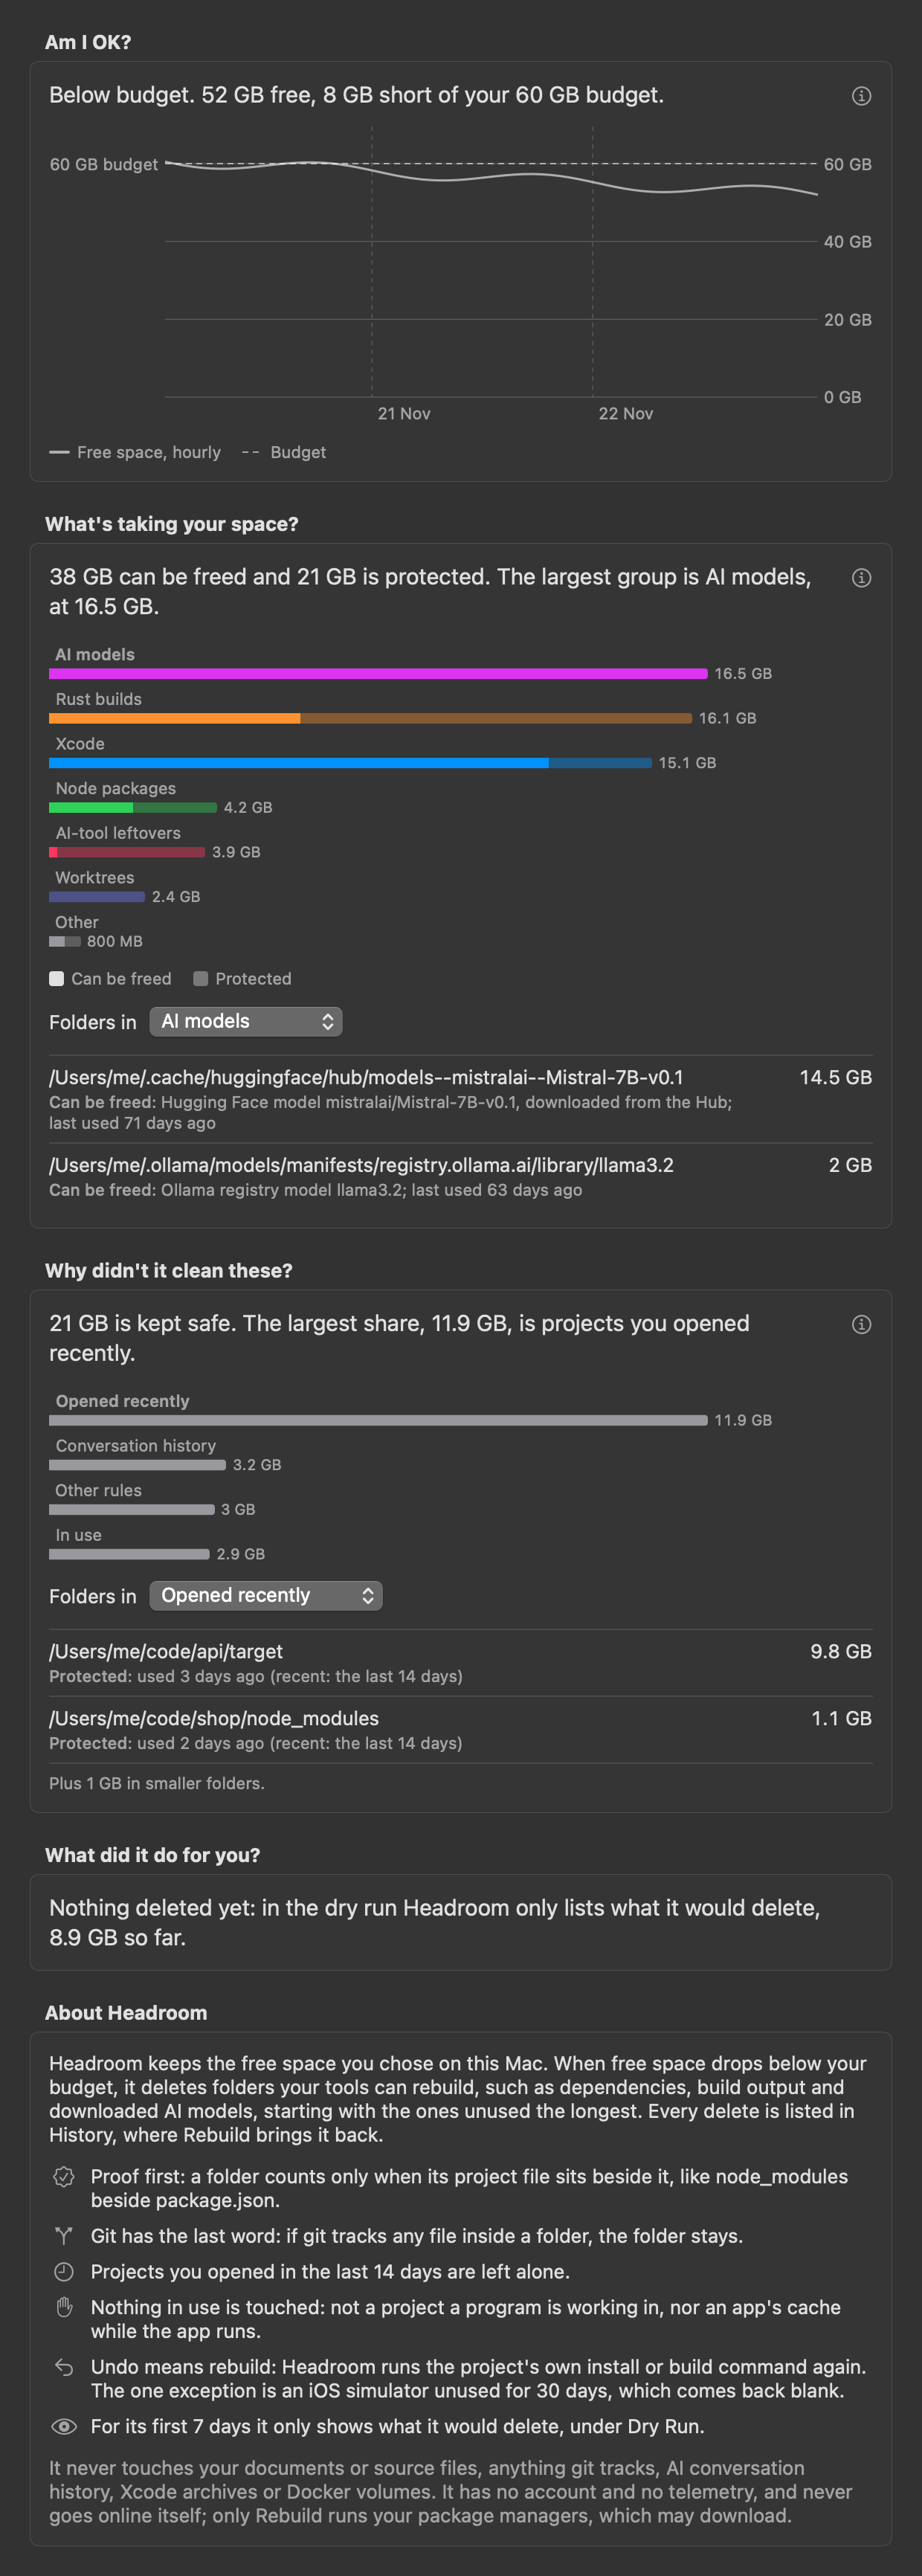 Am I OK?
Below budget. 52 GB free, 8 GB short of your 60 GB budget.
60 GB budget
60 GB
40 GB
20 GB
0 GB
21 Nov
22 Nov
Free space, hourly
Budget
What's taking your space?
38 GB can be freed and 21 GB is protected. The largest group is AI models,
at 16.5 GB.
AI models
16.5 GB
Rust builds
16.1 GB
Xcode
15.1 GB
Node packages
4.2 GB
AI-tool leftovers
3.9 GB
Worktrees
2.4 GB
Other
800 MB
Can be freed
Protected
Folders in
AI models
/Users/me/.cache/huggingface/hub/models--mistralai--Mistral-7B-v0.1
14.5 GB
Can be freed: Hugging Face model mistralai/Mistral-7B-v0.1, downloaded from the Hub;
last used 71 days ago
/Users/me/.ollama/models/manifests/registry.ollama.ai/library/llama3.2
2 GB
Can be freed: Ollama registry model llama3.2; last used 63 days ago
Why didn't it clean these?
21 GB is kept safe. The largest share, 11.9 GB, is projects you opened
recently.
Opened recently
11.9 GB
Conversation history
3.2 GB
Other rules
3 GB
In use
2.9 GB
Folders in
Opened recently
/Users/me/code/api/target
9.8 GB
Protected: used 3 days ago (recent: the last 14 days)
/Users/me/code/shop/node_modules
1.1 GB
Protected: used 2 days ago (recent: the last 14 days)
Plus 1 GB in smaller folders.
What did it do for you?
Nothing deleted yet: in the dry run Headroom only lists what it would delete,
8.9 GB so far.
About Headroom
Headroom keeps the free space you chose on this Mac. When free space drops below your
budget, it deletes folders your tools can rebuild, such as dependencies, build output and
downloaded AI models, starting with the ones unused the longest. Every delete is listed in
History, where Rebuild brings it back.
Proof first: a folder counts only when its project file sits beside it, like node_modules
beside package.json.
Git has the last word: if git tracks any file inside a folder, the folder stays.
Projects you opened in the last 14 days are left alone.
Nothing in use is touched: not a project a program is working in, nor an app's cache
while the app runs.
Undo means rebuild: Headroom runs the project's own install or build command again.
The one exception is an iOS simulator unused for 30 days, which comes back blank.
For its first 7 days it only shows what it would delete, under Dry Run.
It never touches your documents or source files, anything git tracks, AI conversation
history, Xcode archives or Docker volumes. It has no account and no telemetry, and never
goes online itself; only Rebuild runs your package managers, which may download.